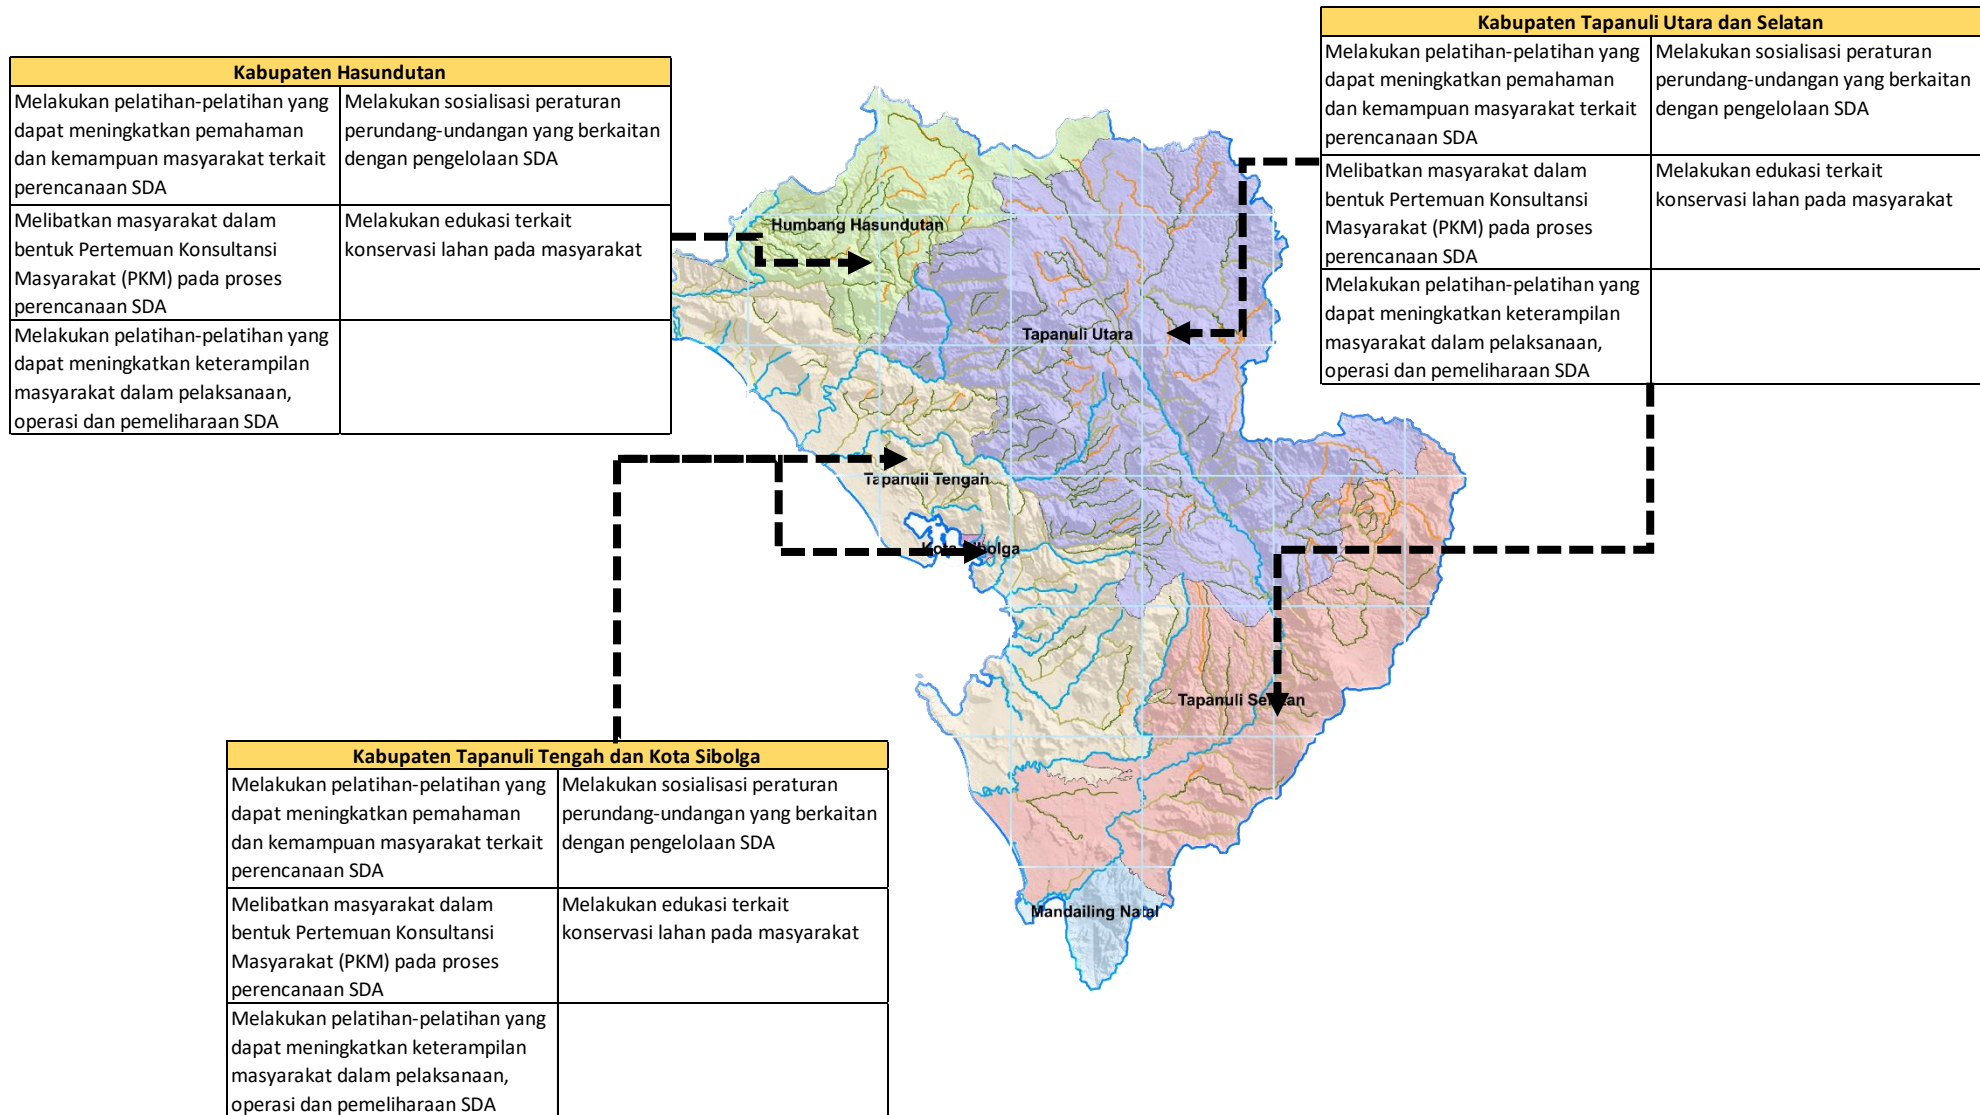 Kabupaten Tapanuli Utara dan Selatan
Melakukan pelatihan-pelatihan yang
dapat meningkatkan pemahaman
dan kemampuan masyarakat terkait
perencanaan SDA
Melakukan sosialisasi peraturan
perundang-undangan yang berkaitan
dengan pengelolaan SDA
Melibatkan masyarakat dalam
bentuk Pertemuan Konsultansi
Masyarakat (PKM) pada proses
perencanaan SDA
Melakukan edukasi terkait
konservasi lahan pada masyarakat
Melakukan pelatihan-pelatihan yang
dapat meningkatkan keterampilan
masyarakat dalam pelaksanaan,
operasi dan pemeliharaan SDA
Kabupaten Hasundutan
Melakukan pelatihan-pelatihan yang
dapat meningkatkan pemahaman
dan kemampuan masyarakat terkait
perencanaan SDA
Melakukan sosialisasi peraturan
perundang-undangan yang berkaitan
dengan pengelolaan SDA
Melibatkan masyarakat dalam
bentuk Pertemuan Konsultansi
Masyarakat (PKM) pada proses
perencanaan SDA
Melakukan edukasi terkait
konservasi lahan pada masyarakat
Melakukan pelatihan-pelatihan yang
dapat meningkatkan keterampilan
masyarakat dalam pelaksanaan,
operasi dan pemeliharaan SDA
Humbang Hasundutan
Tapanuli Utara
Tapanuli Tengah
Kota Sibolga
Tapanuli Selatan
Mandailing Natal
Kabupaten Tapanuli Tengah dan Kota Sibolga
Melakukan pelatihan-pelatihan yang
dapat meningkatkan pemahaman
dan kemampuan masyarakat terkait
perencanaan SDA
Melakukan sosialisasi peraturan
perundang-undangan yang berkaitan
dengan pengelolaan SDA
Melibatkan masyarakat dalam
bentuk Pertemuan Konsultansi
Masyarakat (PKM) pada proses
perencanaan SDA
Melakukan edukasi terkait
konservasi lahan pada masyarakat
Melakukan pelatihan-pelatihan yang
dapat meningkatkan keterampilan
masyarakat dalam pelaksanaan,
operasi dan pemeliharaan SDA